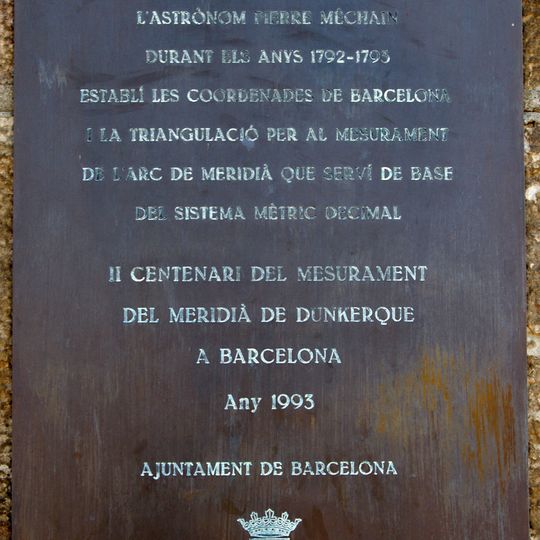 L'ASTRÒNOM PIERRE MÉCHAIN
DURANT ELS ANYS 1792-1793
ESTABLÍ LES COORDENADES DE BARCELONA
I LA TRIANGULACIÓ PER AL MESURAMENT
DE L'ARC DE MERIDIÀ QUE SERVÍ DE BASE
DEL SISTEMA MÈTRIC DECIMAL
II CENTENARI DEL MESURAMENT
DEL MERIDIÀ DE DUNKERQUE
A BARCELONA
Any 1993
AJUNTAMENT DE BARCELONA